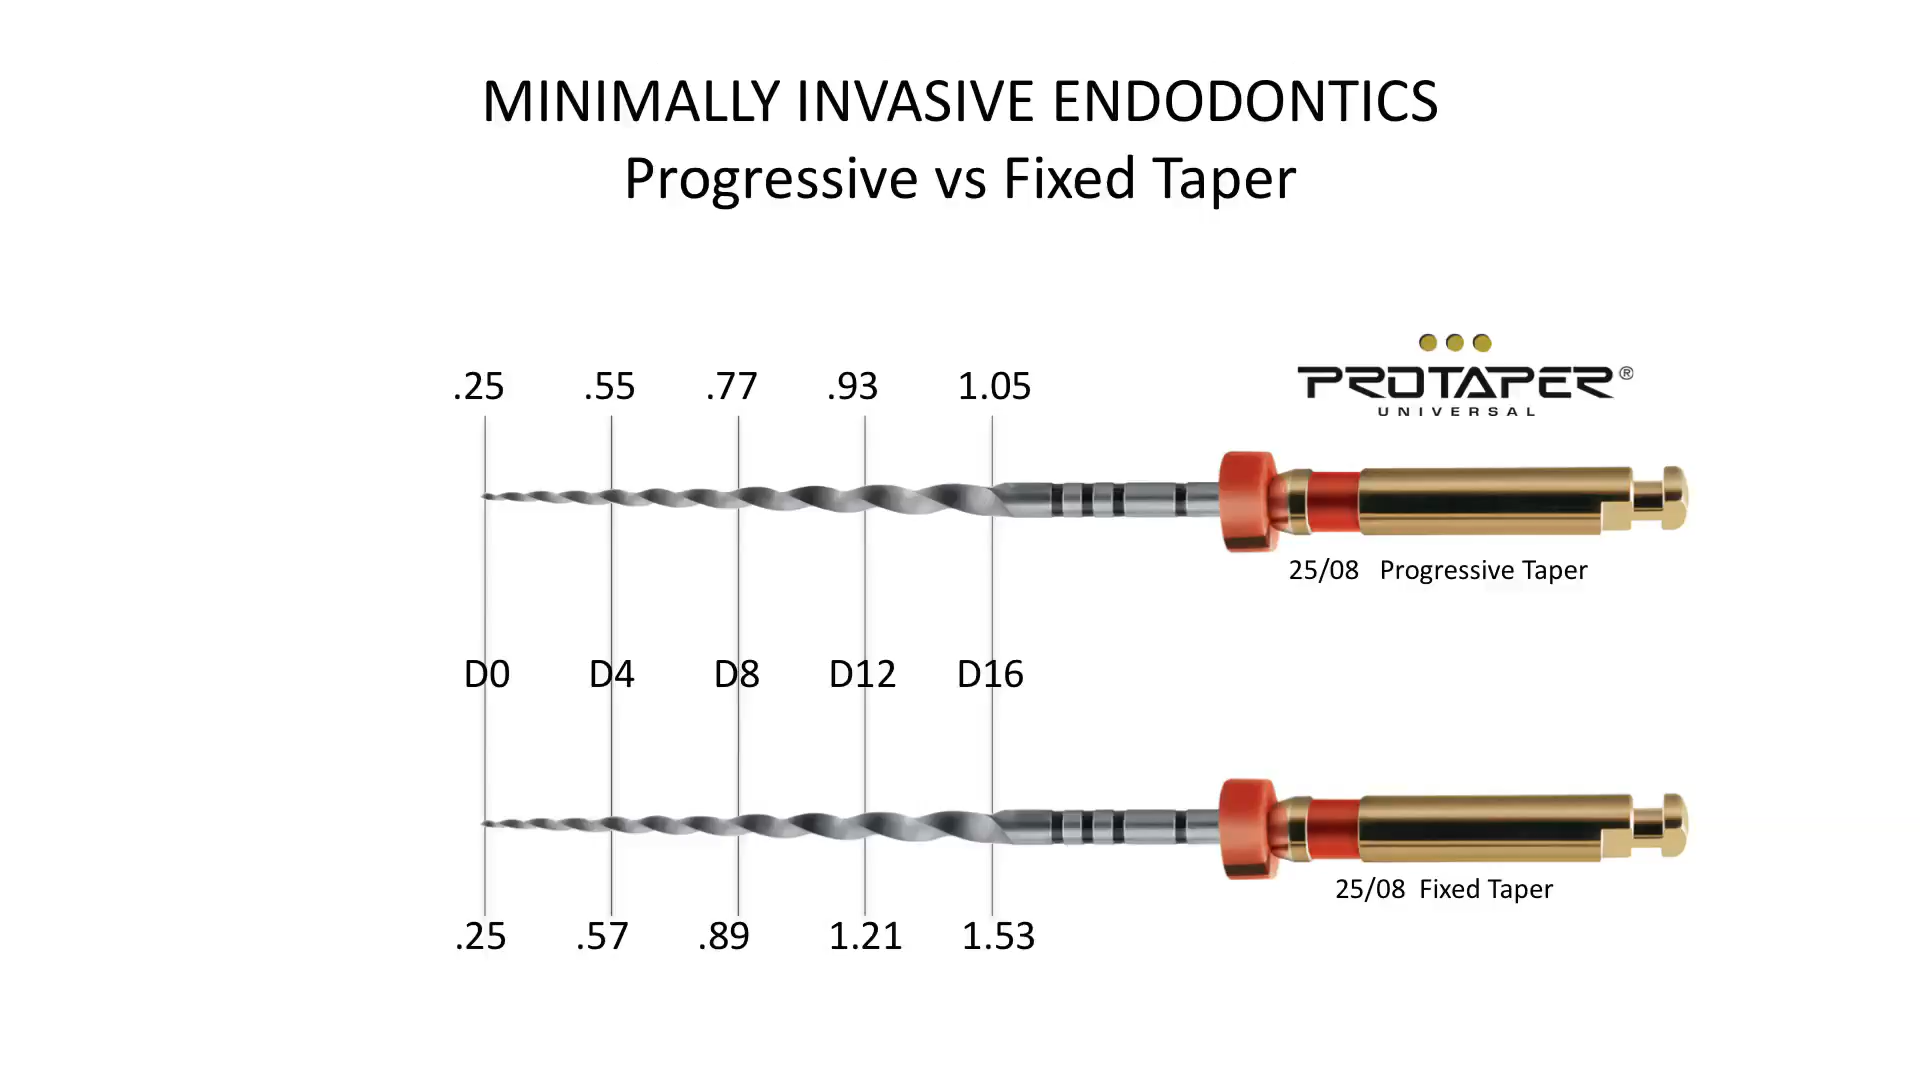 MINIMALLY INVASIVE ENDODONTICS
Progressive vs Fixed Taper
.25 .55 .77 .93 1.05
PROTAPER®
UNIVERSAL
25/08 Progressive Taper
D0 D4 D8 D12 D16
25/08 Fixed Taper
.25 .57 .89 1.21 1.53